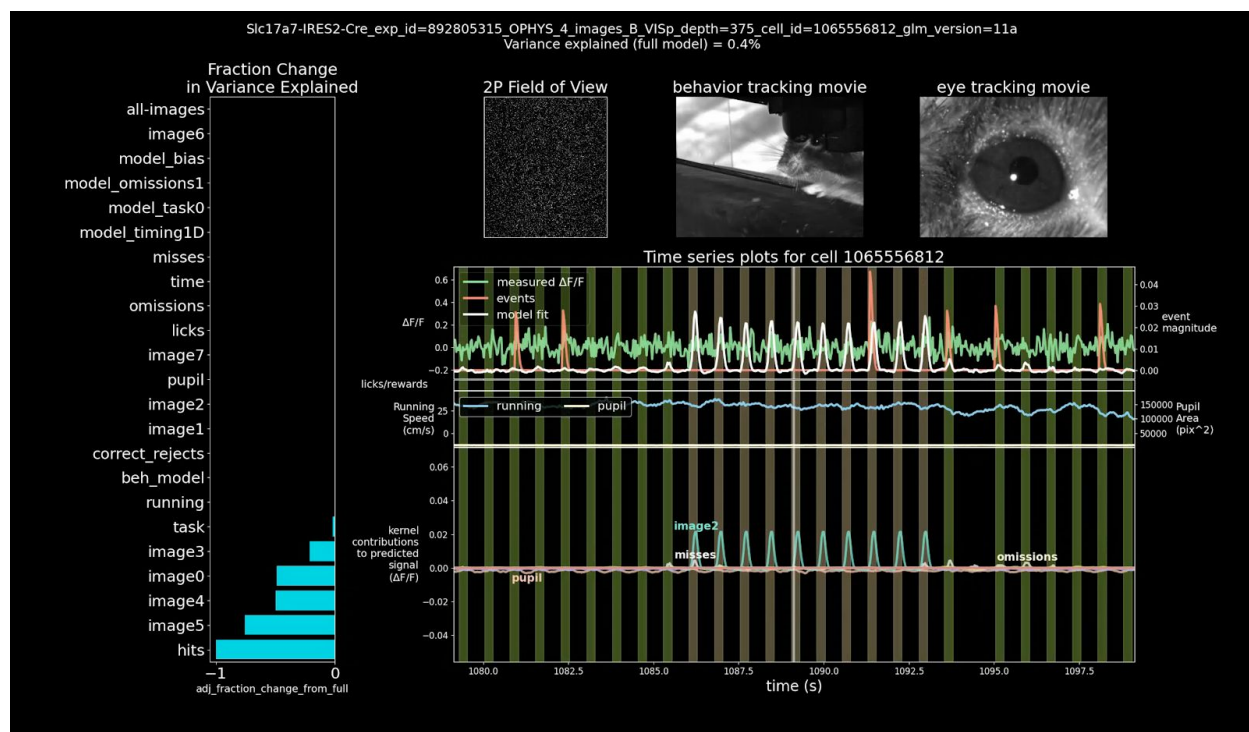 Slc17a7-IRES2-Cre_exp_id=892805315_OPHYS_4_images_B_VISp_depth=375_cell_id=1065556812_glm_version=11a
Variance explained (full model) = 0.4%
Fraction Change
in Variance Explained
all-images
image6
model_bias
model_omissions1
model_task0
model_timing1D
misses
time
omissions
licks
image7
pupil
image2
image1
correct_rejects
beh_model
running
task
image3
image0
image4
image5
hits
−1
0
adj_fraction_change_from_full
2P Field of View
behavior tracking movie
eye tracking movie
Time series plots for cell 1065556812
measured ΔF/F
events
model fit
ΔF/F
0.6
0.4
0.2
0.0
−0.2
0.04
0.03
0.02
0.01
0.00
event
magnitude
licks/rewards
Running
Speed
(cm/s)
25
0
running
pupil
150000
100000
50000
Pupil
Area
(pix^2)
kernel
contributions
to predicted
signal
(ΔF/F)
0.06
0.04
0.02
0.00
−0.02
−0.04
image2
misses
omissions
pupil
1080.0
1082.5
1085.0
1087.5
1090.0
1092.5
1095.0
1097.5
time (s)